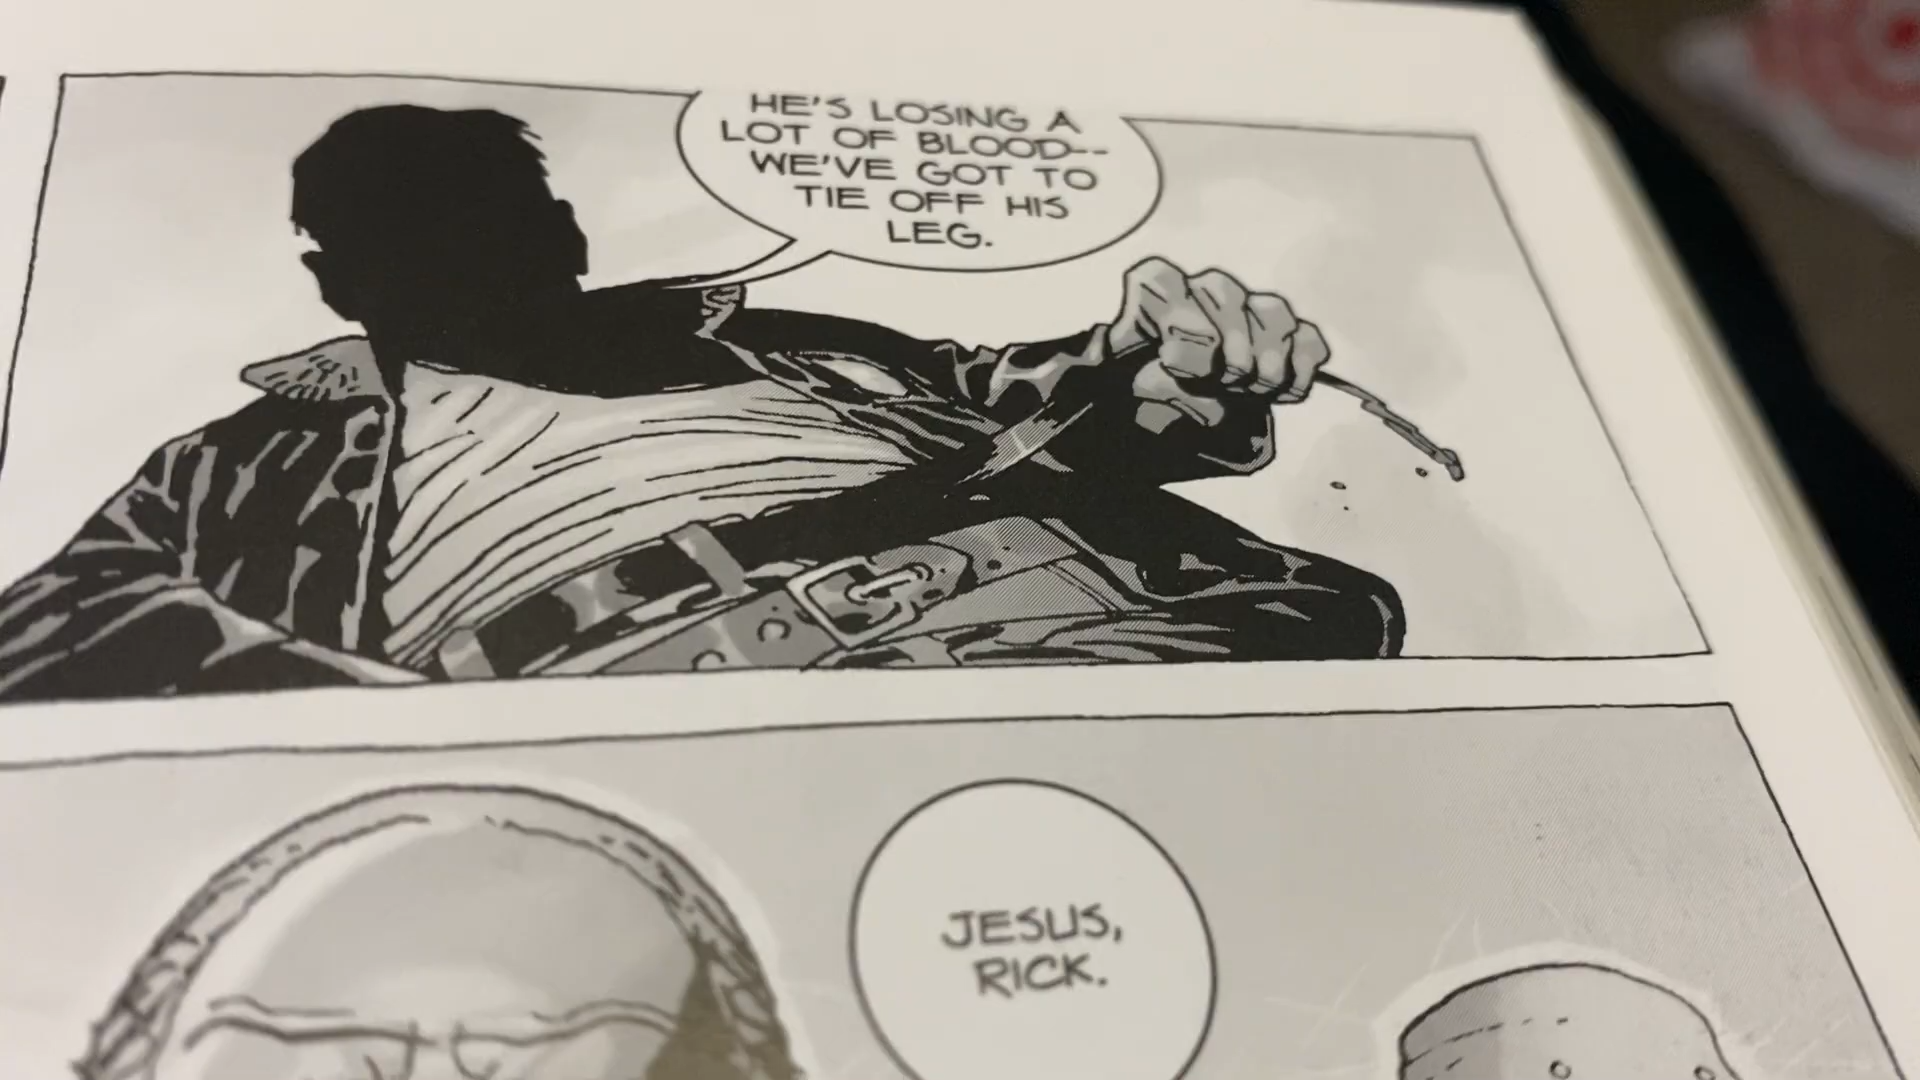 HE'S LOSING A
LOT OF BLOOD--
WE'VE GOT TO
TIE OFF HIS
LEG.
JESUS,
RICK.